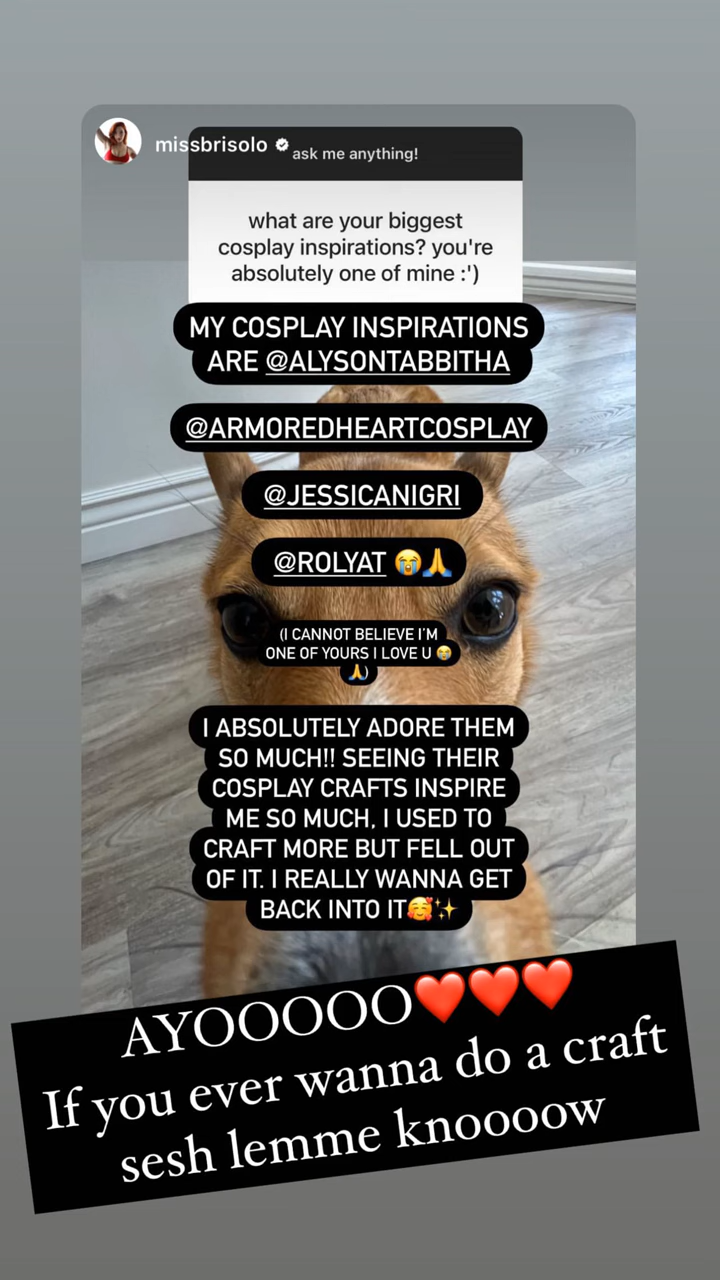 missbrisolo
ask me anything!
what are your biggest
cosplay inspirations? you're
absolutely one of mine :')
MY COSPLAY INSPIRATIONS
ARE @ALYSONTABBITHA
@ARMOREDHEARTCOSPLAY
@JESSICANIGRI
@ROLYAT 😭🙏
(I CANNOT BELIEVE I'M
ONE OF YOURS I LOVE U 😭
🙏)
I ABSOLUTELY ADORE THEM
SO MUCH!! SEEING THEIR
COSPLAY CRAFTS INSPIRE
ME SO MUCH, I USED TO
CRAFT MORE BUT FELL OUT
OF IT. I REALLY WANNA GET
BACK INTO IT🥰✨
AYOOOOO❤️❤️❤️
If you ever wanna do a craft
sesh lemme knoooow